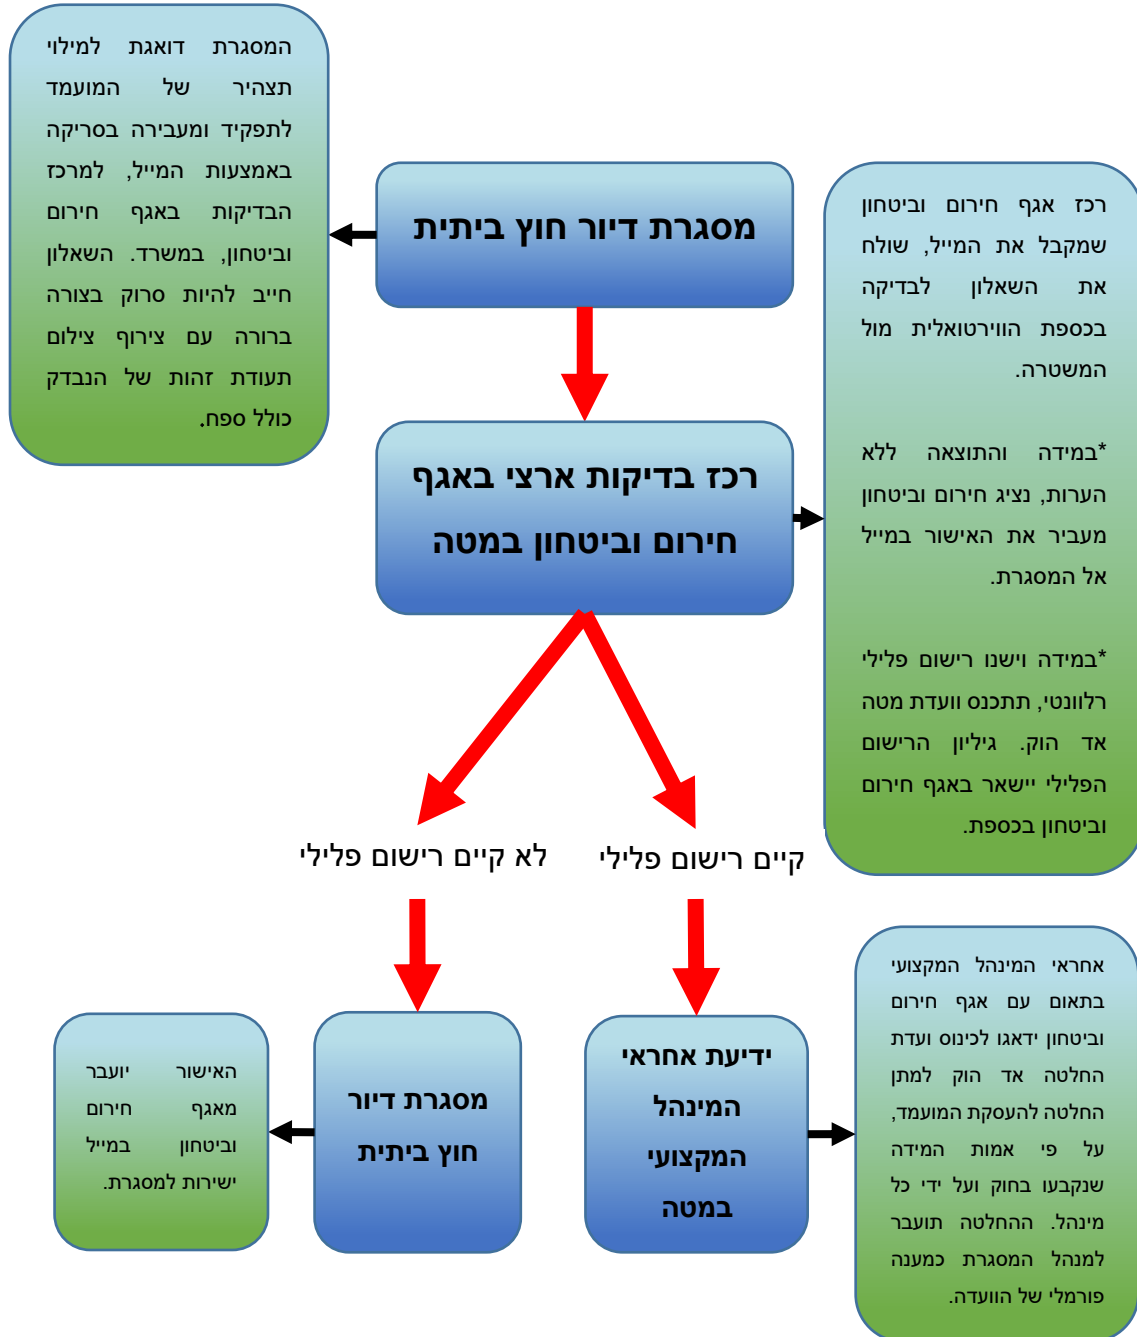 המסגרת דואגת למילוי
תצהיר של המועמד
לתפקיד ומעבירה בסריקה
באמצעות המייל, למרכז
הבדיקות באגף חירום
וביטחון, במשרד. השאלון
חייב להיות סרוק בצורה
ברורה עם צירוף צילום
תעודת זהות של הנבדק
כולל ספח.
מסגרת דיור חוץ ביתית
רכז אגף חירום וביטחון
שמקבל את המייל, שולח
את השאלון לבדיקה
בכספת הווירטואלית מול
המשטרה.
*במידה והתוצאה ללא
הערות, נציג חירום וביטחון
מעביר את האישור במייל
אל המסגרת.
*במידה וישנו רישום פלילי
רלוונטי, תתכנס וועדת מטה
אד הוק. גיליון הרישום
הפלילי יישאר באגף חירום
וביטחון בכספת.
רכז בדיקות ארצי באגף
חירום וביטחון במטה
קיים רישום פלילי
לא קיים רישום פלילי
אחראי המינהל המקצועי
בתאום עם אגף חירום
וביטחון ידאגו לכינוס ועדת
החלטה אד הוק למתן
החלטה להעסקת המועמד,
על פי אמות המידה
שנקבעו בחוק ועל ידי כל
מינהל. ההחלטה תועבר
למנהל המסגרת כמענה
פורמלי של הוועדה.
ידיעת אחראי
המינהל
המקצועי
במטה
מסגרת דיור
חוץ ביתית
האישור יועבר
מאגף חירום
וביטחון במייל
ישירות למסגרת.